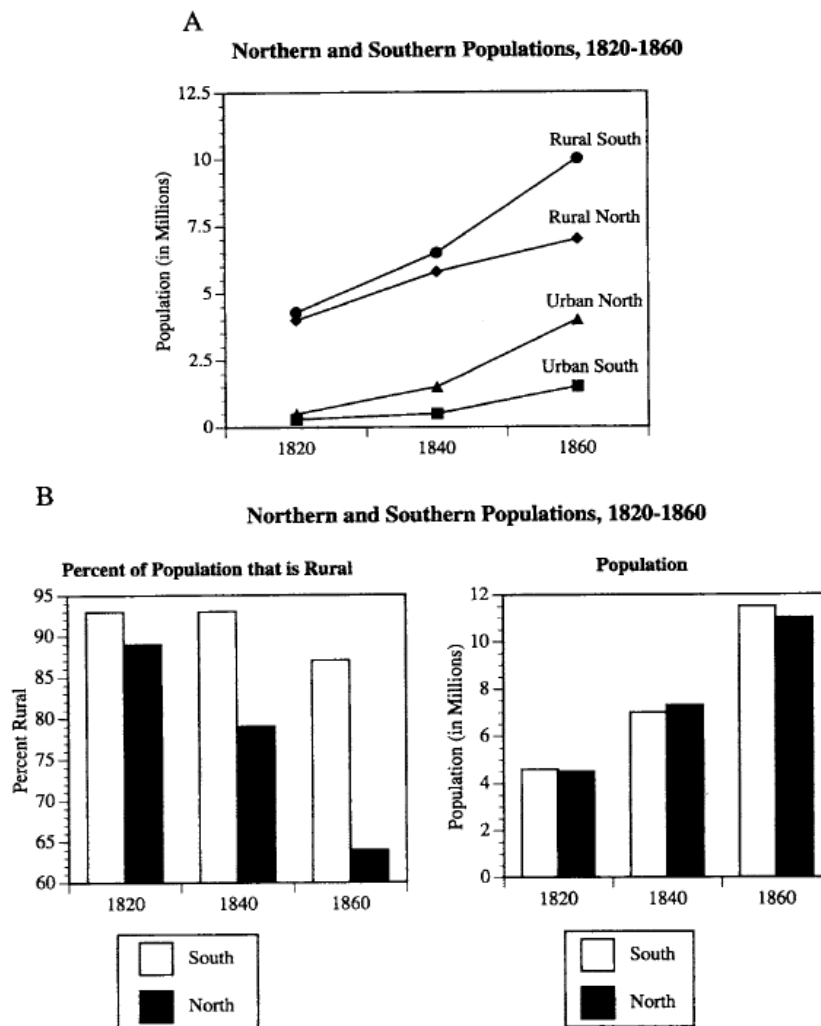 A
Northern and Southern Populations, 1820-1860
12.5
10
7.5
5
2.5
0
Population (in Millions)
Rural South
Rural North
Urban North
Urban South
1820 1840 1860
B
Northern and Southern Populations, 1820-1860
Percent of Population that is Rural
95
90
85
80
75
70
65
60
Percent Rural
1820 1840 1860
South
North
Population
12
10
8
6
4
2
0
Population (in Millions)
1820 1840 1860
South
North